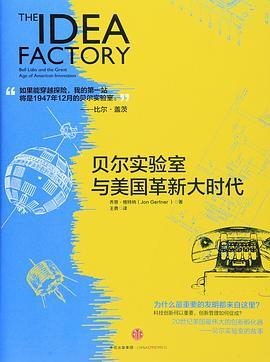 THE IDEA
FACTORY
Bell Labs and the Great
Age of American Innovation
“如果能穿越探险，我的第一站
将是1947年12月的贝尔实验室。”
——比尔·盖茨
贝尔实验室
与美国革新大时代
乔恩·格特纳（Jon Gertner）著
王勇 译
为什么最重要的发明都来自这里？
科技创新何以重要，创新管理如何促成？
20世纪美国最伟大的创新孵化器
——贝尔实验室的故事
中信出版集团